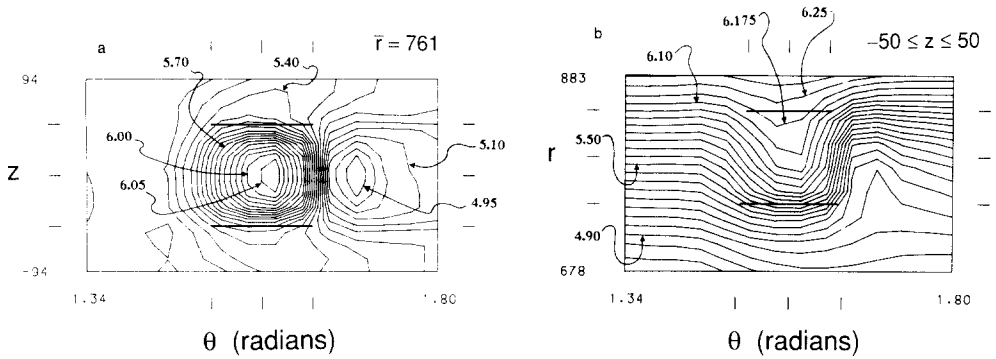 a
r̄ = 761
5.70
5.40
94
6.00
Z
6.05
5.10
4.95
-94
1.34
1.80
θ (radians)
b
6.175
6.25
−50 ≤ z ≤ 50
6.10
883
r
5.50
4.90
678
1.34
1.80
θ (radians)